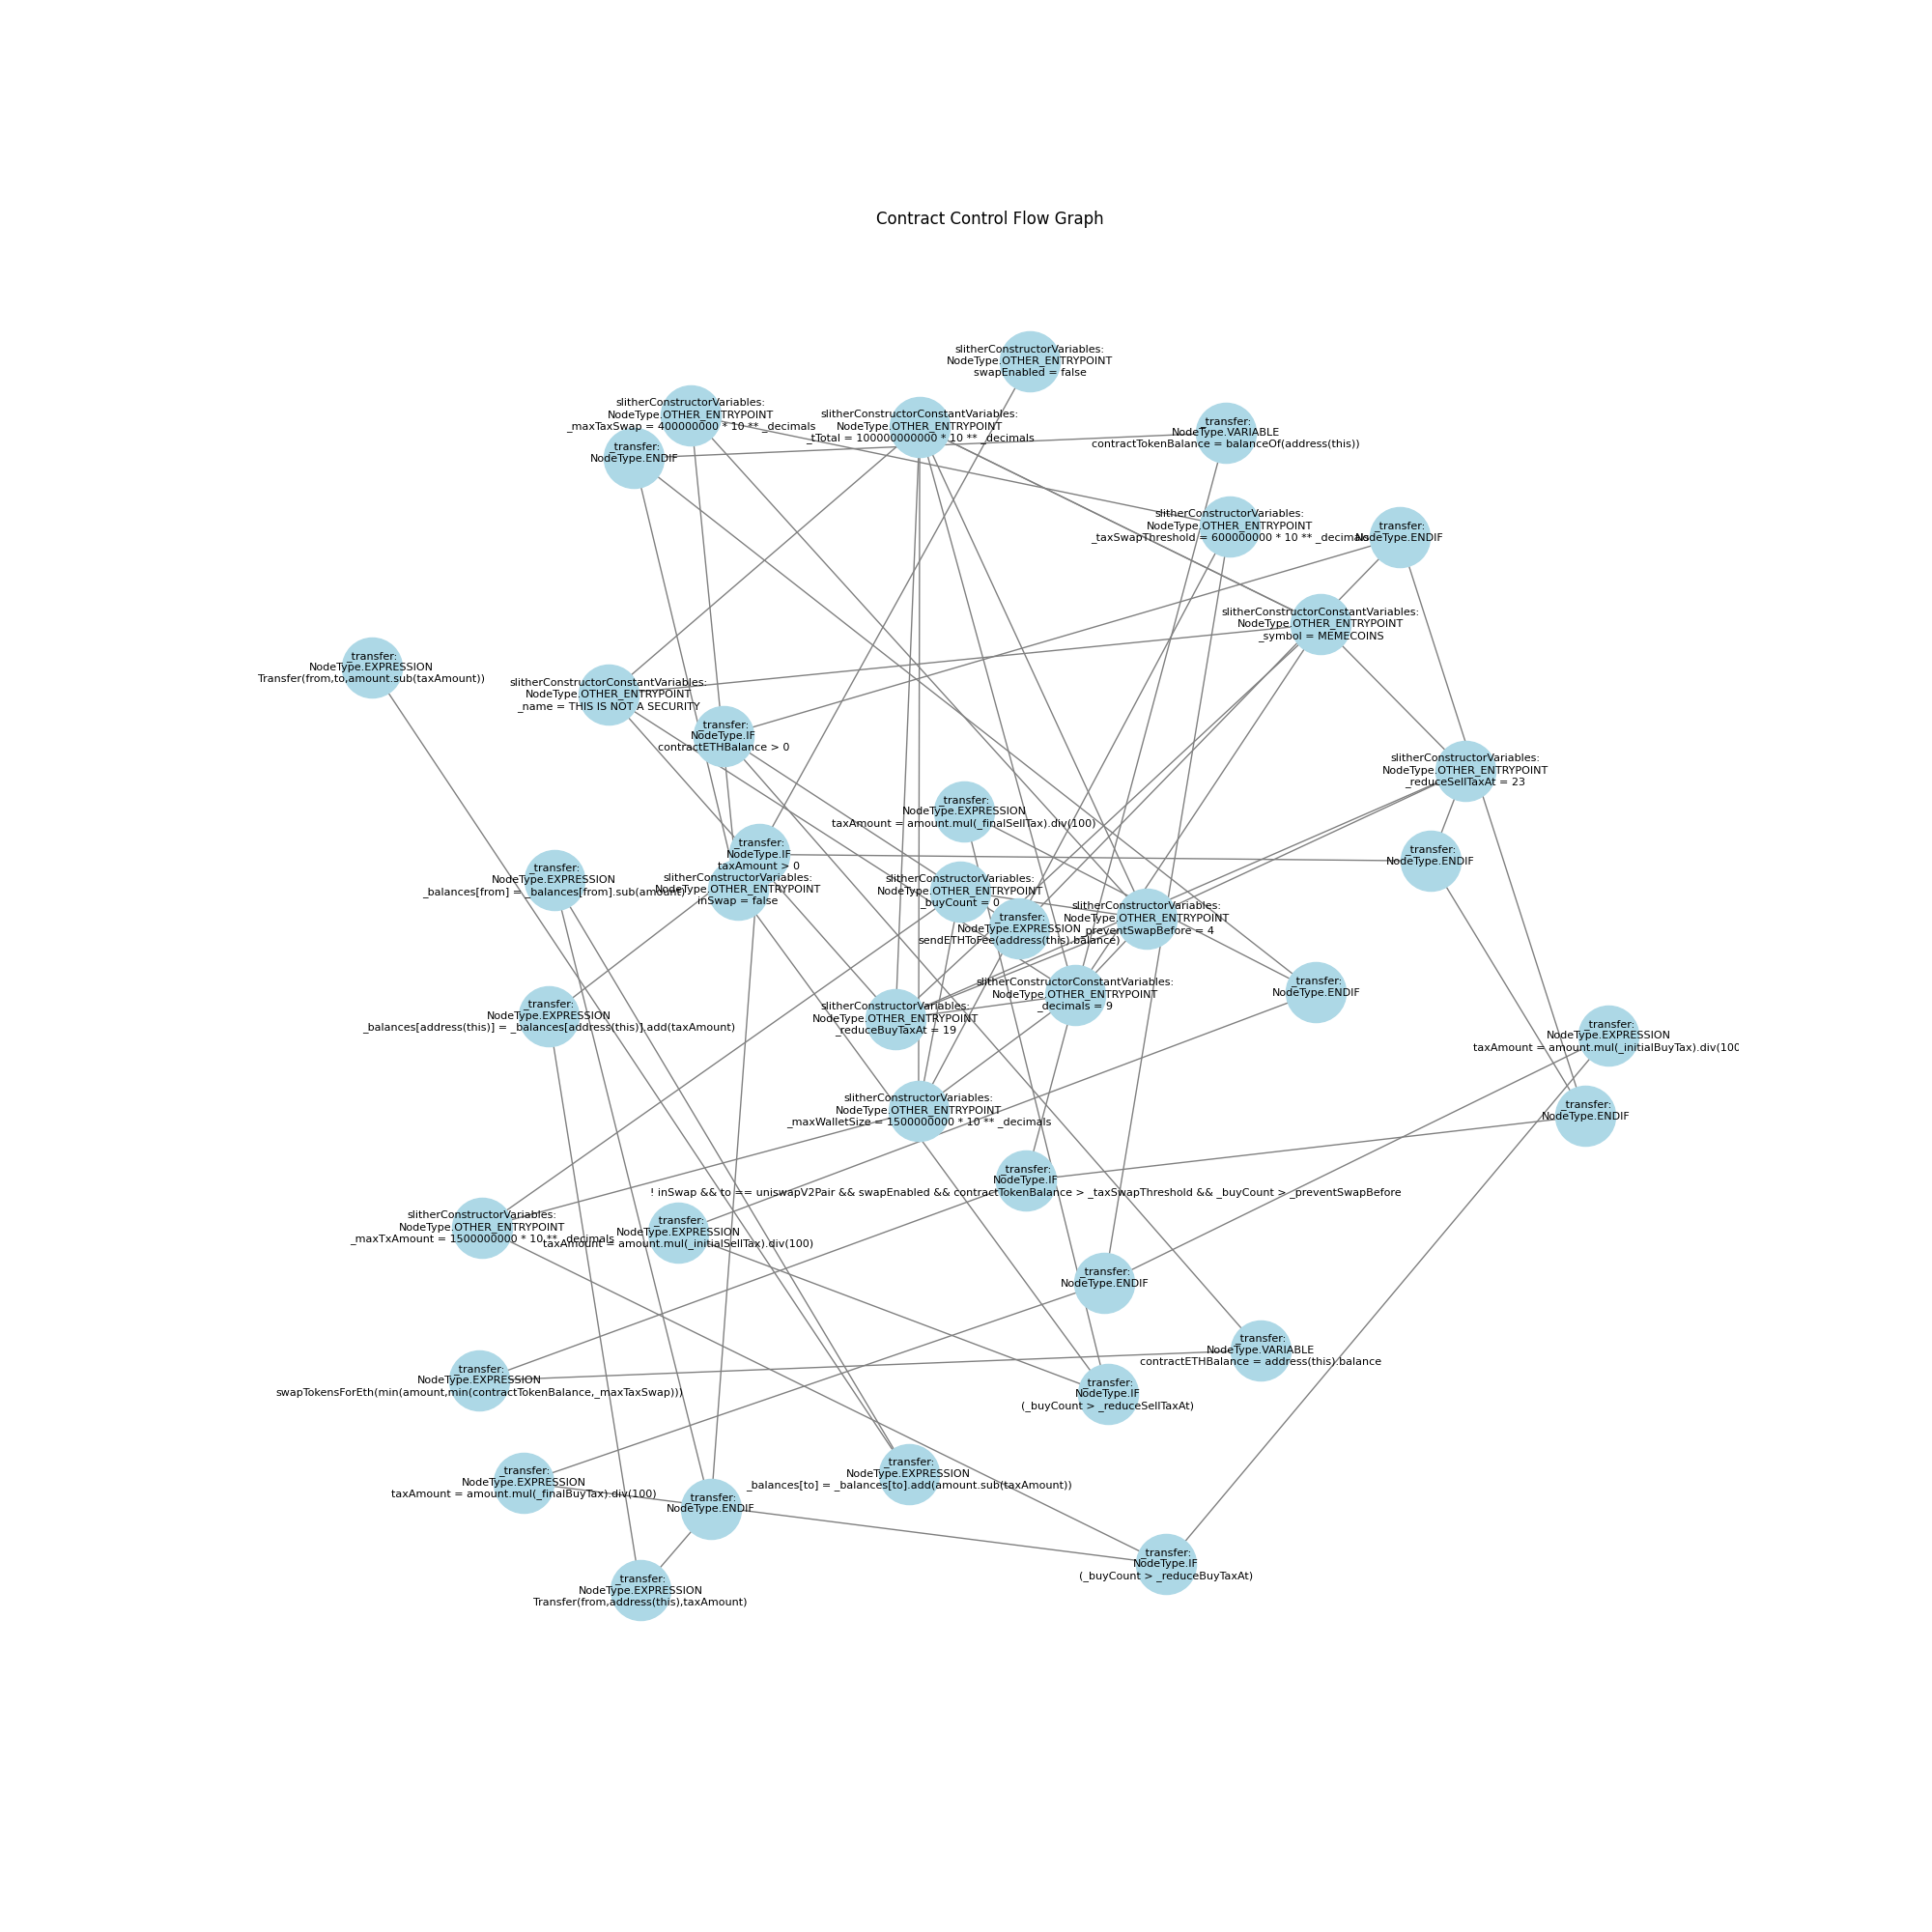 Contract Control Flow Graph
slitherConstructorVariables:
NodeType.OTHER_ENTRYPOINT
swapEnabled = false
slitherConstructorVariables:
NodeType.OTHER_ENTRYPOINT
_maxTaxSwap = 400000000 * 10 ** _decimals
slitherConstructorConstantVariables:
NodeType.OTHER_ENTRYPOINT
_tTotal = 100000000000 * 10 ** _decimals
_transfer:
NodeType.VARIABLE
contractTokenBalance = balanceOf(address(this))
_transfer:
NodeType.ENDIF
slitherConstructorVariables:
NodeType.OTHER_ENTRYPOINT
_taxSwapThreshold = 600000000 * 10 ** _decimals
_transfer:
NodeType.ENDIF
slitherConstructorConstantVariables:
NodeType.OTHER_ENTRYPOINT
_symbol = MEMECOINS
_transfer:
NodeType.EXPRESSION
Transfer(from,to,amount.sub(taxAmount))
slitherConstructorConstantVariables:
NodeType.OTHER_ENTRYPOINT
_name = THIS IS NOT A SECURITY
_transfer:
NodeType.IF
contractETHBalance > 0
slitherConstructorVariables:
NodeType.OTHER_ENTRYPOINT
_reduceSellTaxAt = 23
_transfer:
NodeType.EXPRESSION
taxAmount = amount.mul(_finalSellTax).div(100)
_transfer:
NodeType.IF
taxAmount > 0
_transfer:
NodeType.ENDIF
_transfer:
NodeType.EXPRESSION
_balances[from] = _balances[from].sub(amount)
slitherConstructorVariables:
NodeType.OTHER_ENTRYPOINT
inSwap = false
slitherConstructorVariables:
NodeType.OTHER_ENTRYPOINT
_buyCount = 0
slitherConstructorVariables:
NodeType.OTHER_ENTRYPOINT
_preventSwapBefore = 4
_transfer:
NodeType.EXPRESSION
sendETHToFee(address(this).balance)
slitherConstructorConstantVariables:
NodeType.OTHER_ENTRYPOINT
_decimals = 9
_transfer:
NodeType.ENDIF
slitherConstructorVariables:
NodeType.OTHER_ENTRYPOINT
_reduceBuyTaxAt = 19
_transfer:
NodeType.EXPRESSION
_balances[address(this)] = _balances[address(this)].add(taxAmount)
_transfer:
NodeType.EXPRESSION
taxAmount = amount.mul(_initialBuyTax).div(100
slitherConstructorVariables:
NodeType.OTHER_ENTRYPOINT
_maxWalletSize = 1500000000 * 10 ** _decimals
_transfer:
NodeType.ENDIF
_transfer:
NodeType.IF
! inSwap && to == uniswapV2Pair && swapEnabled && contractTokenBalance > _taxSwapThreshold && _buyCount > _preventSwapBefore
slitherConstructorVariables:
NodeType.OTHER_ENTRYPOINT
_maxTxAmount = 1500000000 * 10 ** _decimals
_transfer:
NodeType.EXPRESSION
taxAmount = amount.mul(_initialSellTax).div(100)
_transfer:
NodeType.ENDIF
_transfer:
NodeType.VARIABLE
contractETHBalance = address(this).balance
_transfer:
NodeType.EXPRESSION
swapTokensForEth(min(amount,min(contractTokenBalance,_maxTaxSwap)))
_transfer:
NodeType.IF
(_buyCount > _reduceSellTaxAt)
_transfer:
NodeType.EXPRESSION
_balances[to] = _balances[to].add(amount.sub(taxAmount))
_transfer:
NodeType.EXPRESSION
taxAmount = amount.mul(_finalBuyTax).div(100)
_transfer:
NodeType.ENDIF
_transfer:
NodeType.IF
(_buyCount > _reduceBuyTaxAt)
_transfer:
NodeType.EXPRESSION
Transfer(from,address(this),taxAmount)